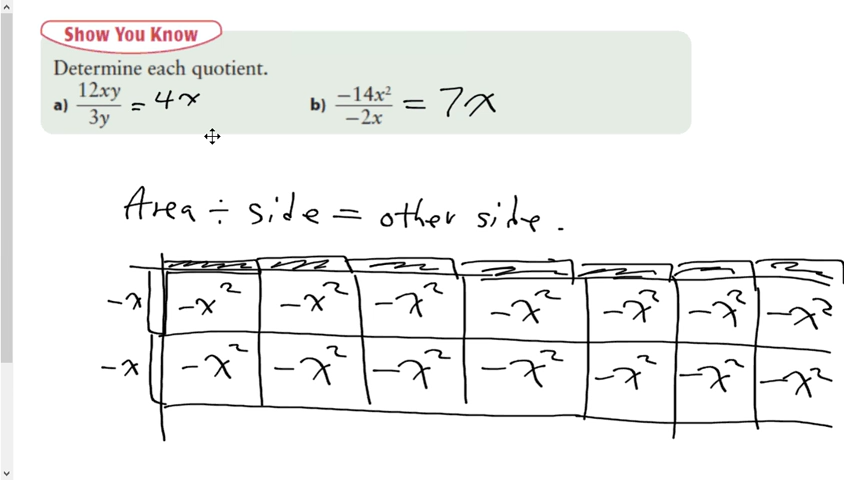 Show You Know
Determine each quotient.
a) 12xy/3y = 4x b) −14x²/−2x = 7x
Area ÷ side = other side.
−x −x² −x² −x² −x² −x² −x² −x²
−x −x² −x² −x² −x² −x² −x² −x²